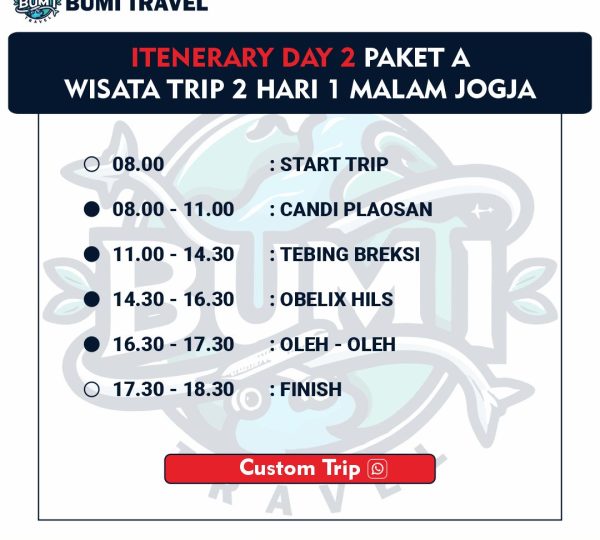 BUMI TRAVEL
BUMI
TRAVEL
ITENERARY DAY 2 PAKET A
WISATA TRIP 2 HARI 1 MALAM JOGJA
08.00 : START TRIP
08.00 - 11.00 : CANDI PLAOSAN
11.00 - 14.30 : TEBING BREKSI
14.30 - 16.30 : OBELIX HILS
16.30 - 17.30 : OLEH - OLEH
17.30 - 18.30 : FINISH
Custom Trip
BUMI
TRAVEL